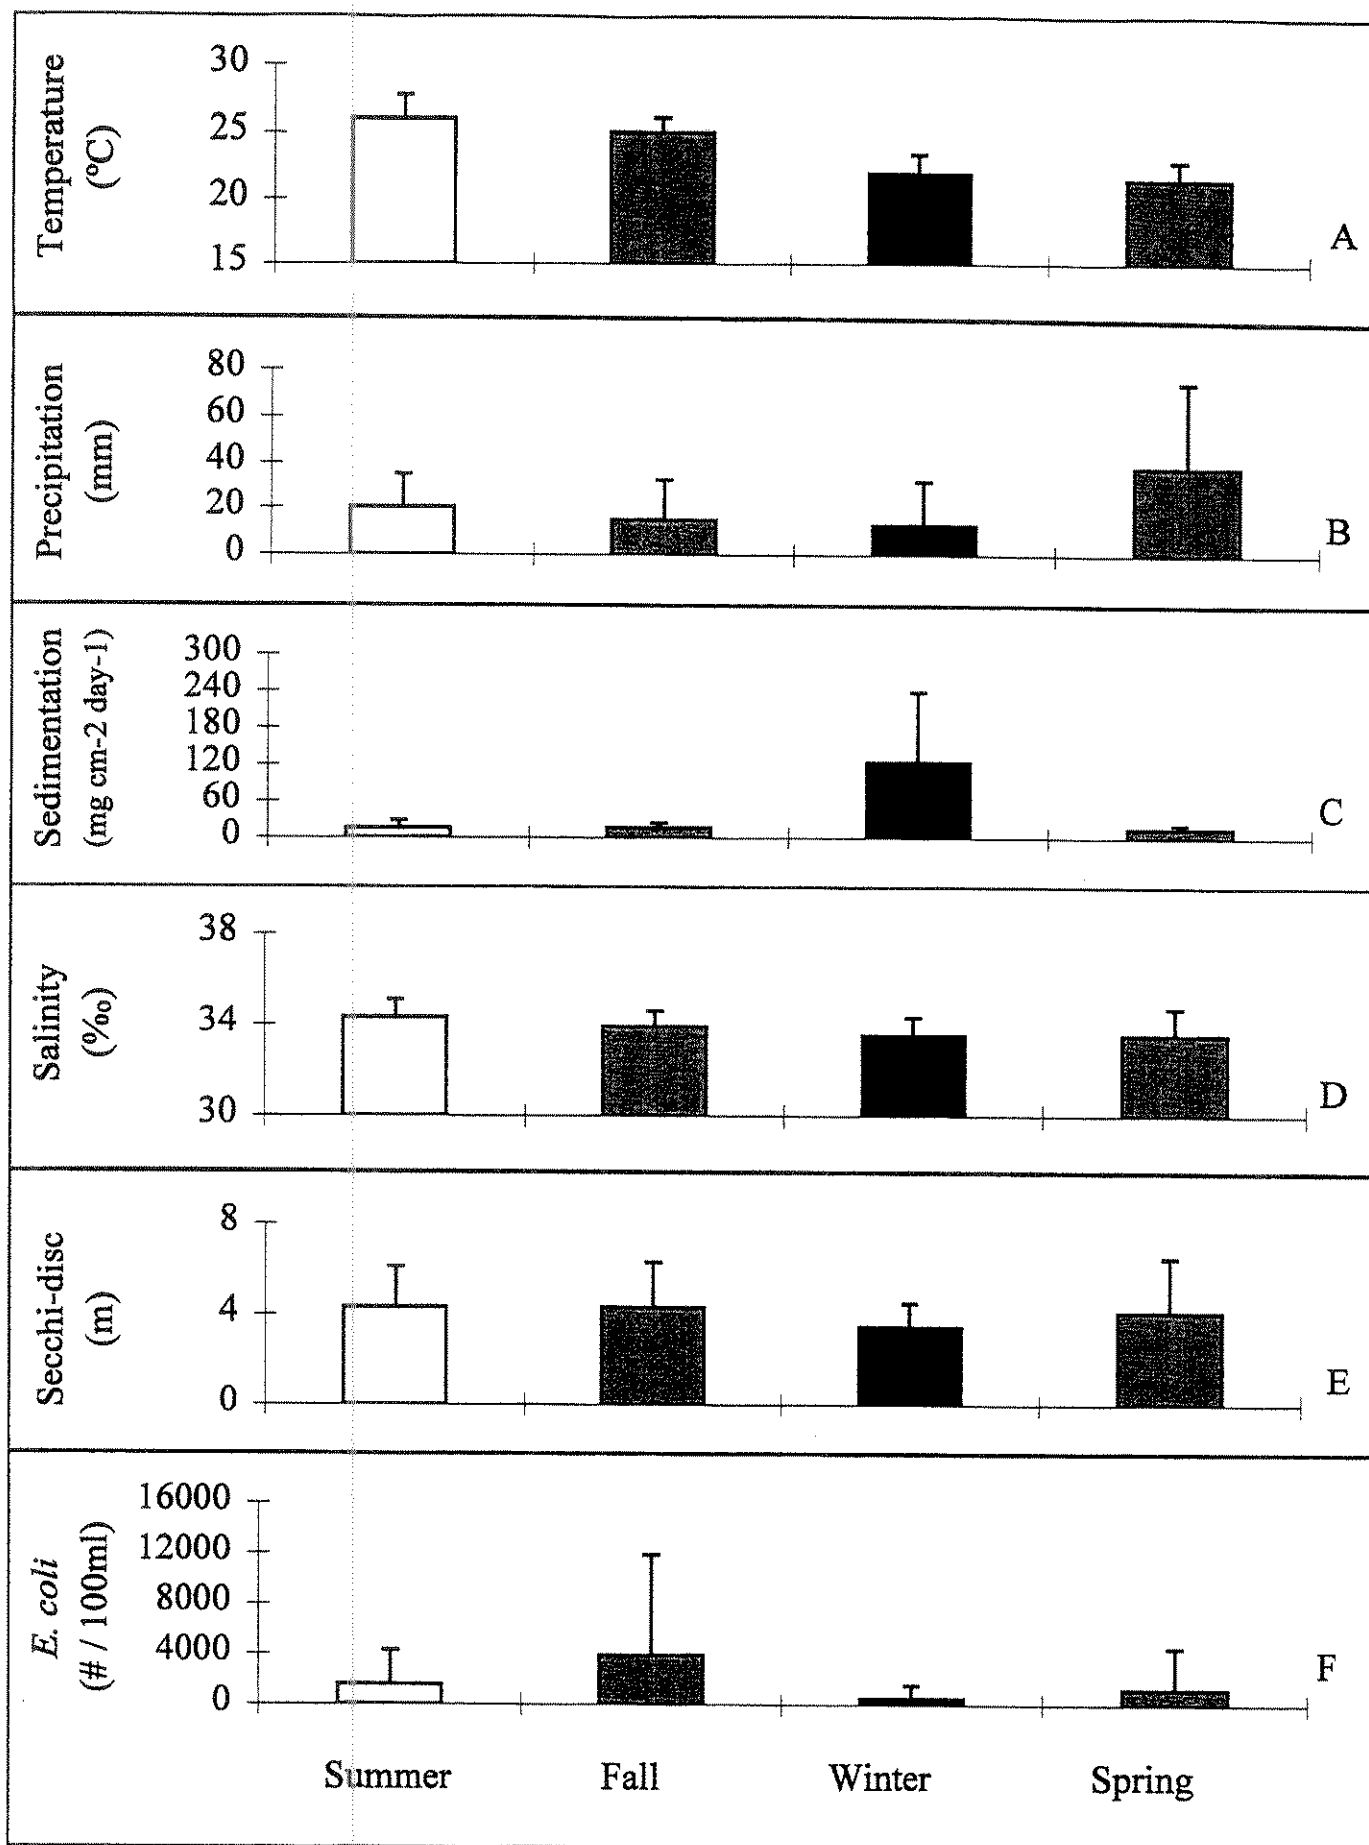 Temperature
(°C)
30
25
20
15
A
Precipitation
(mm)
80
60
40
20
0
B
Sedimentation
(mg cm-2 day-1)
300
240
180
120
60
0
C
Salinity
(‰)
38
34
30
D
Secchi-disc
(m)
8
4
0
E
E. coli
(# / 100ml)
16000
12000
8000
4000
0
F
Summer Fall Winter Spring